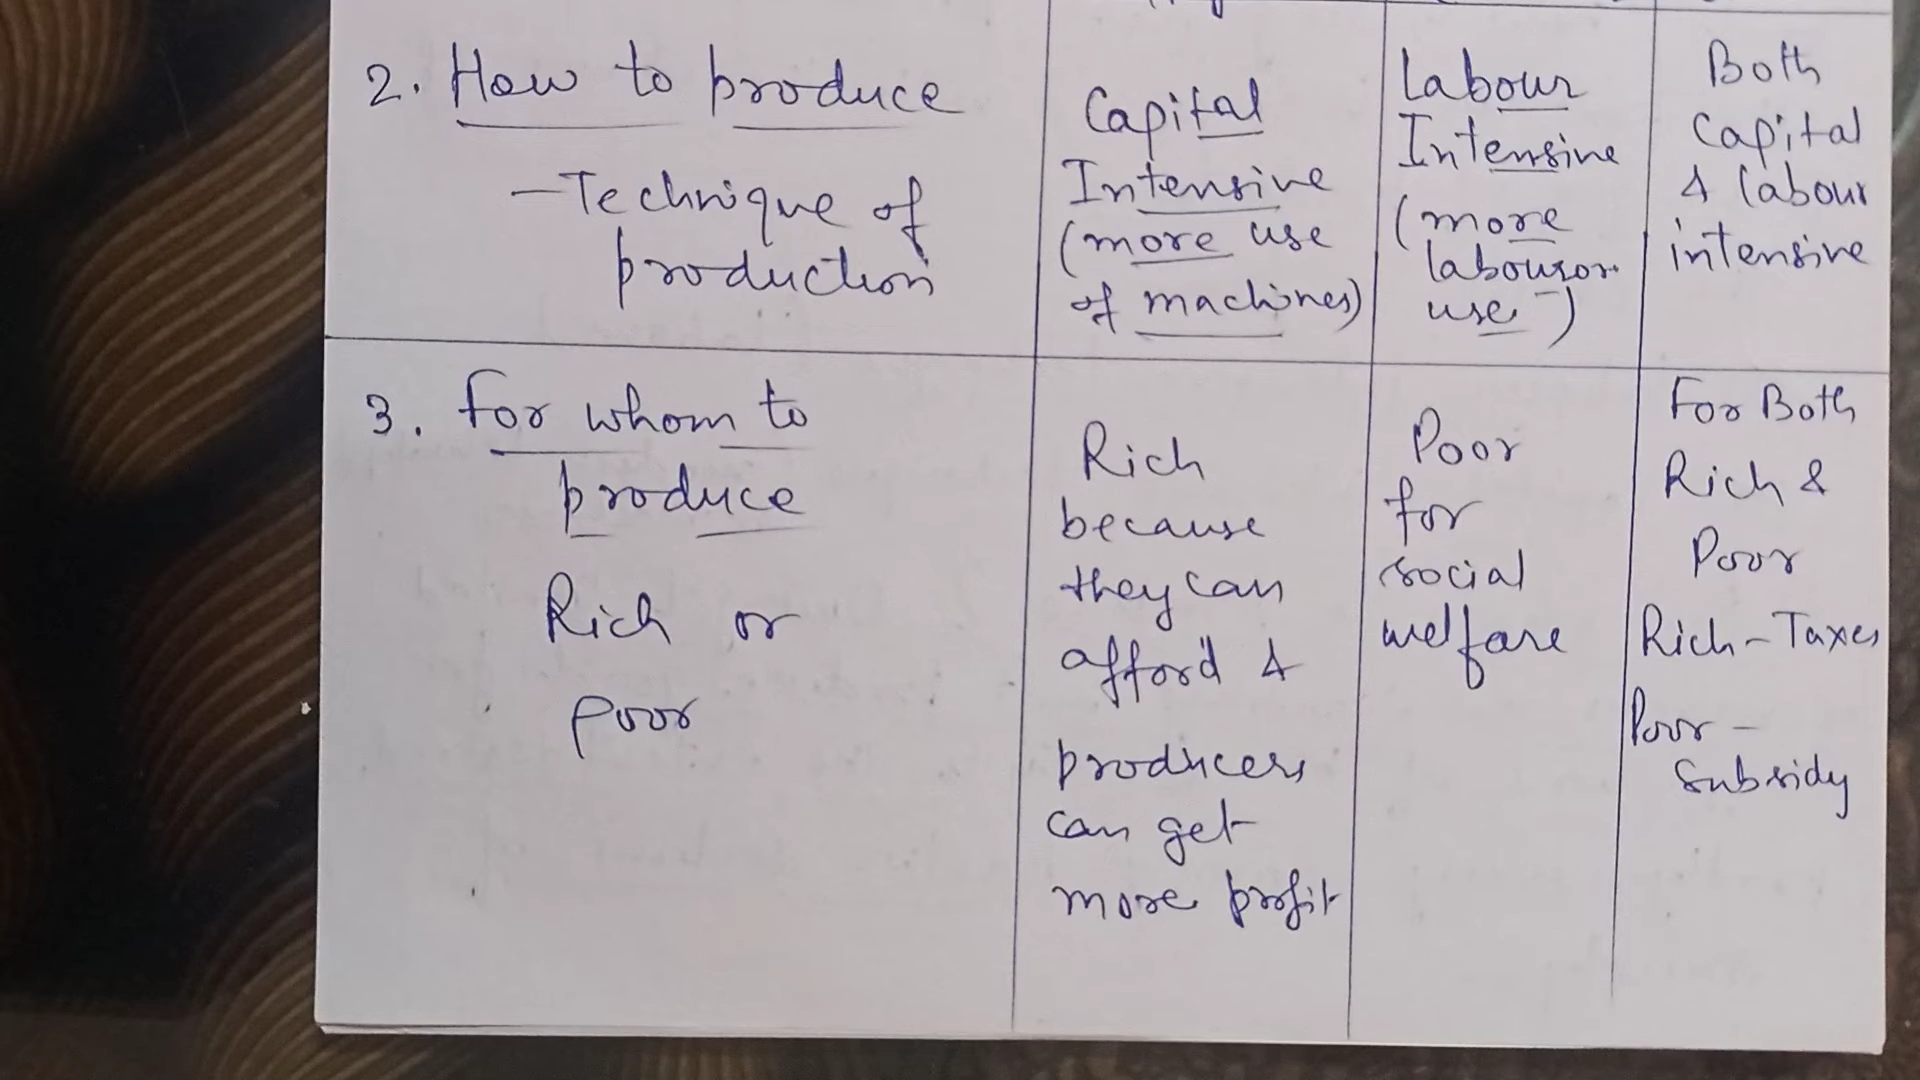 2. How to produce
-Technique of
production
Capital
Intensive
(more use
of machines)
Labour
Intensive
(more
labour or
use-)
Both
Capital
& labour
intensive
3. For whom to
produce
Rich or
poor
Rich
because
they can
afford &
producers
can get
more profit
Poor
for
social
welfare
For Both
Rich &
Poor
Rich-Taxes
Poor-
Subsidy